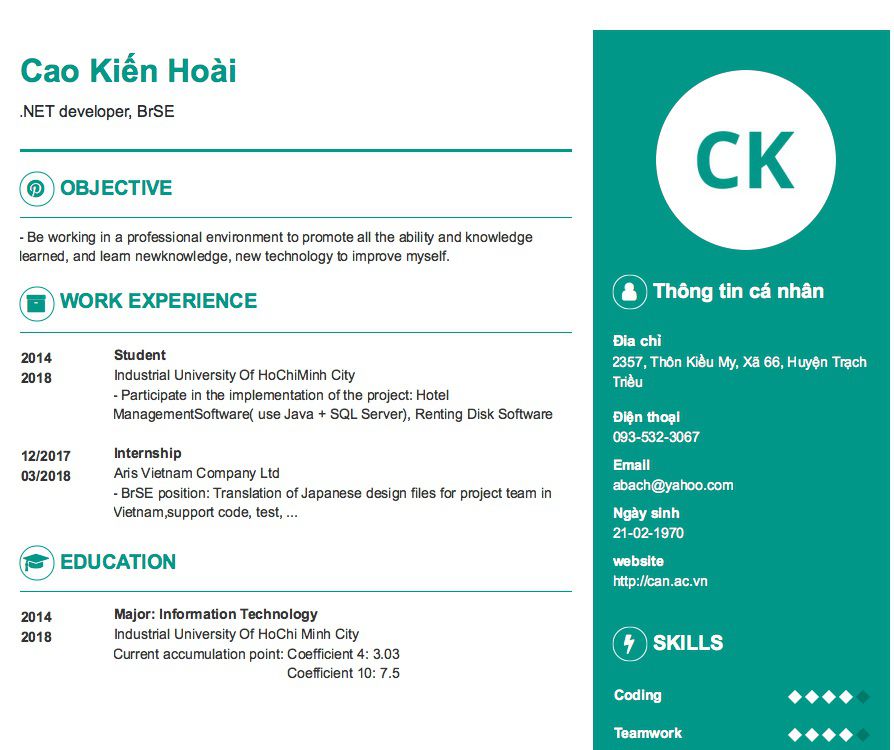 Cao Kiến Hoài
.NET developer, BrSE
OBJECTIVE
- Be working in a professional environment to promote all the ability and knowledge
learned, and learn newknowledge, new technology to improve myself.
WORK EXPERIENCE
2014
2018
Student
Industrial University Of HoChiMinh City
- Participate in the implementation of the project: Hotel
ManagementSoftware( use Java + SQL Server), Renting Disk Software
12/2017
03/2018
Internship
Aris Vietnam Company Ltd
- BrSE position: Translation of Japanese design files for project team in
Vietnam,support code, test, ...
EDUCATION
2014
2018
Major: Information Technology
Industrial University Of HoChi Minh City
Current accumulation point: Coefficient 4: 3.03
Coefficient 10: 7.5
CK
Thông tin cá nhân
Địa chỉ
2357, Thôn Kiều My, Xã 66, Huyện Trạch
Triều
Điện thoại
093-532-3067
Email
abach@yahoo.com
Ngày sinh
21-02-1970
website
http://can.ac.vn
SKILLS
Coding
Teamwork